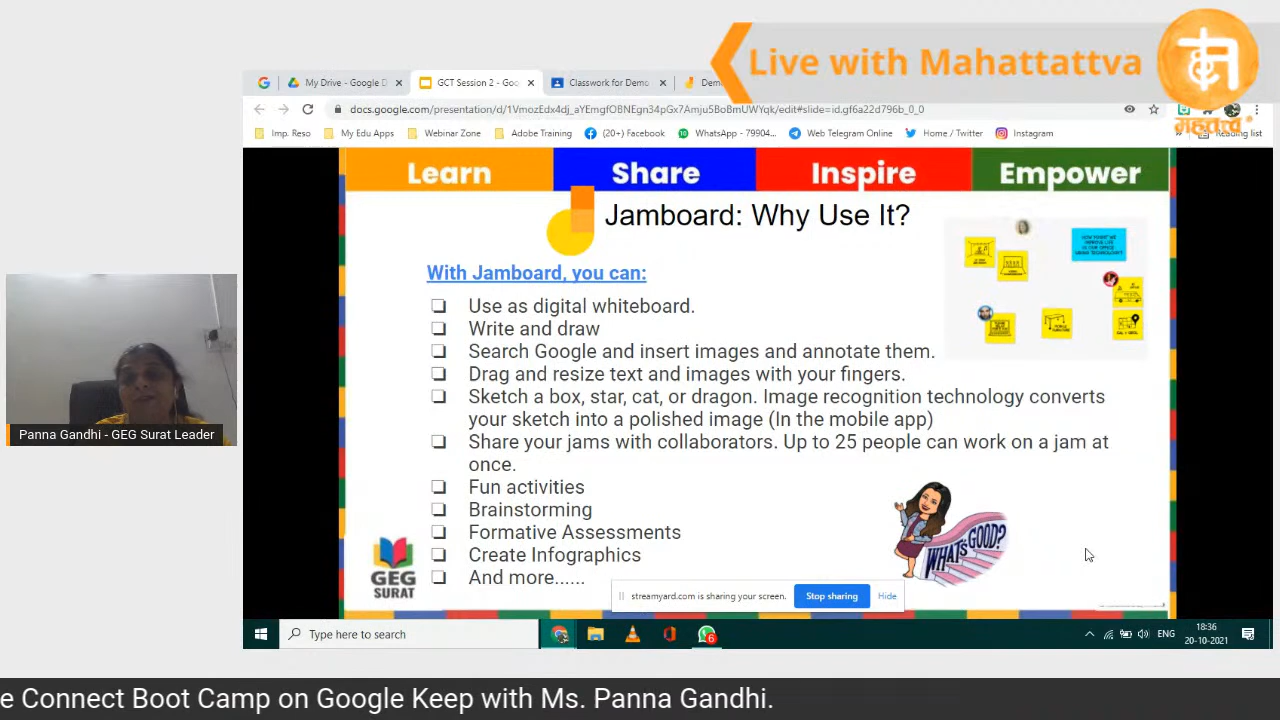 Live with Mahattattva
महत्तत्त्व
My Drive - Google D
GCT Session 2 - Goo
Classwork for Demo
Dem
docs.google.com/presentation/d/1VmozEdx4dj_aYEmgfOBNEgn34pGx7Amju5BoBmUWYqk/edit#slide=id.gf6a22d796b_0_0
Imp. Reso
My Edu Apps
Webinar Zone
Adobe Training
(20+) Facebook
WhatsApp - 79904...
Web Telegram Online
Home / Twitter
Instagram
Reading list
Learn
Share
Inspire
Empower
Jamboard: Why Use It?
With Jamboard, you can:
Use as digital whiteboard.
Write and draw
Search Google and insert images and annotate them.
Drag and resize text and images with your fingers.
Sketch a box, star, cat, or dragon. Image recognition technology converts
your sketch into a polished image (In the mobile app)
Share your jams with collaborators. Up to 25 people can work on a jam at
once.
Fun activities
Brainstorming
Formative Assessments
Create Infographics
And more......
WHAT'S GOOD?
GEG
SURAT
Panna Gandhi - GEG Surat Leader
streamyard.com is sharing your screen.
Stop sharing
Hide
Type here to search
6
ENG
18:36
20-10-2021
e Connect Boot Camp on Google Keep with Ms. Panna Gandhi.